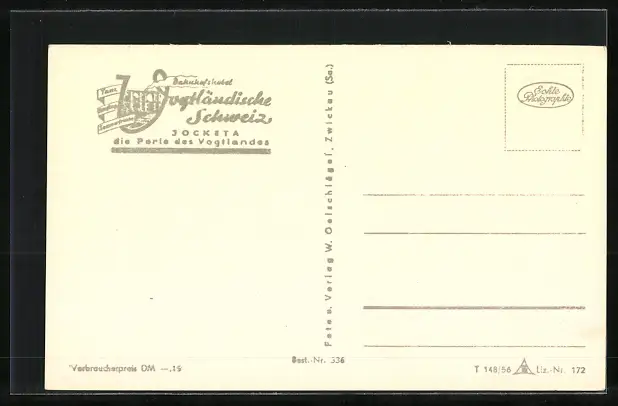 Bahnhofshotel
Tanz
Vogtländische
Schweiz
JOCKETA
die Perle des Vogtlandes
Echte
Photographie
Foto u. Verlag W. Oelschlägel, Zwickau (Sa.)
Best.-Nr. 336
Verbraucherpreis DM —.15
T 148/56 Liz.-Nr. 172